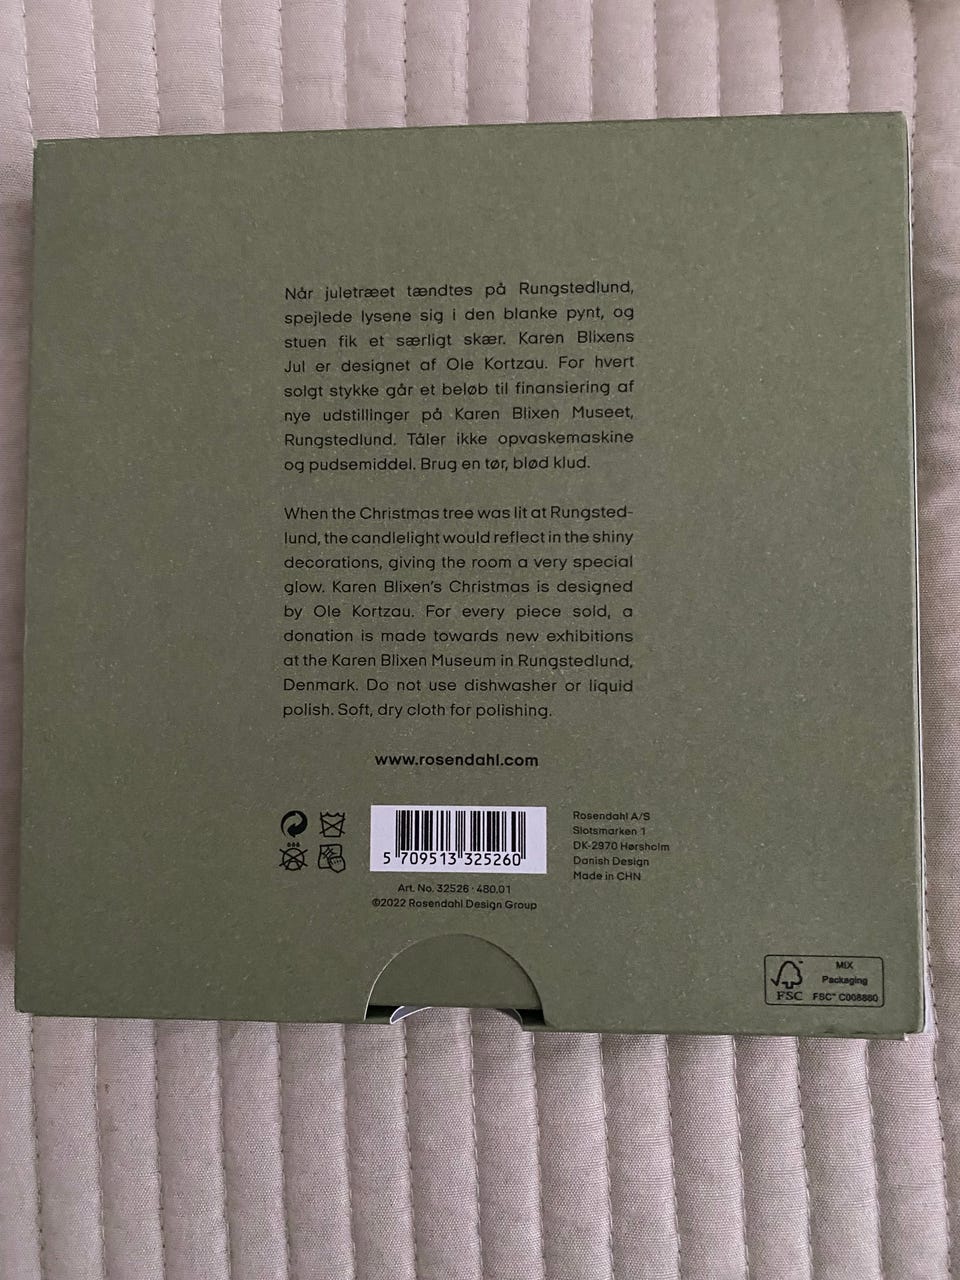 Når juletræet tændtes på Rungstedlund,
spejlede lysene sig i den blanke pynt, og
stuen fik et særligt skær. Karen Blixens
Jul er designet af Ole Kortzau. For hvert
solgt stykke går et beløb til finansiering af
nye udstillinger på Karen Blixen Museet,
Rungstedlund. Tåler ikke opvaskemaskine
og pudsemiddel. Brug en tør, blød klud.
When the Christmas tree was lit at Rungsted-
lund, the candlelight would reflect in the shiny
decorations, giving the room a very special
glow. Karen Blixen's Christmas is designed
by Ole Kortzau. For every piece sold, a
donation is made towards new exhibitions
at the Karen Blixen Museum in Rungstedlund,
Denmark. Do not use dishwasher or liquid
polish. Soft, dry cloth for polishing.
www.rosendahl.com
5 709513 325260
Art. No. 32526 · 480.01
©2022 Rosendahl Design Group
Rosendahl A/S
Slotsmarken 1
DK-2970 Hørsholm
Danish Design
Made in CHN
FSC
MIX
Packaging
FSC™ C008880